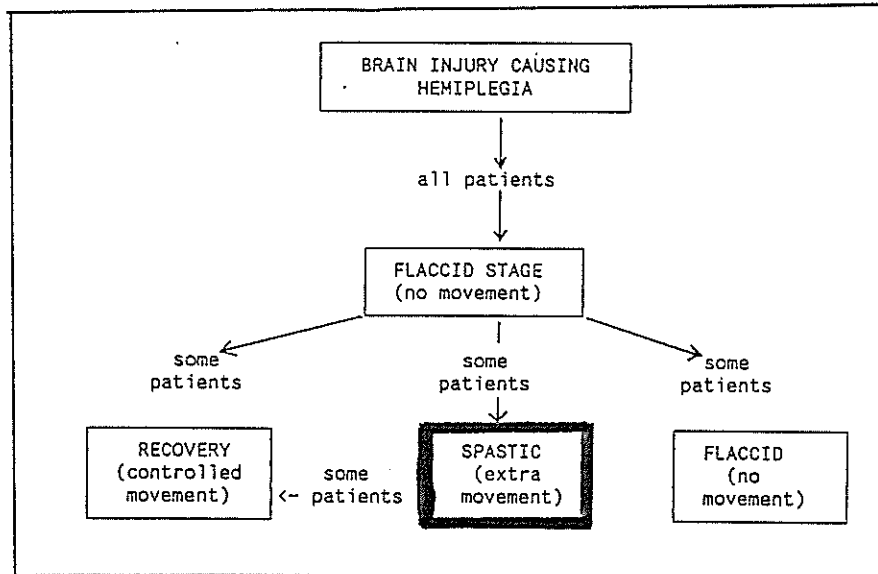 BRAIN INJURY CAUSING
HEMIPLEGIA
all patients
FLACCID STAGE
(no movement)
some
patients
some
patients
some
patients
RECOVERY
(controlled
movement)
some
<- patients
SPASTIC
(extra
movement)
FLACCID
(no
movement)